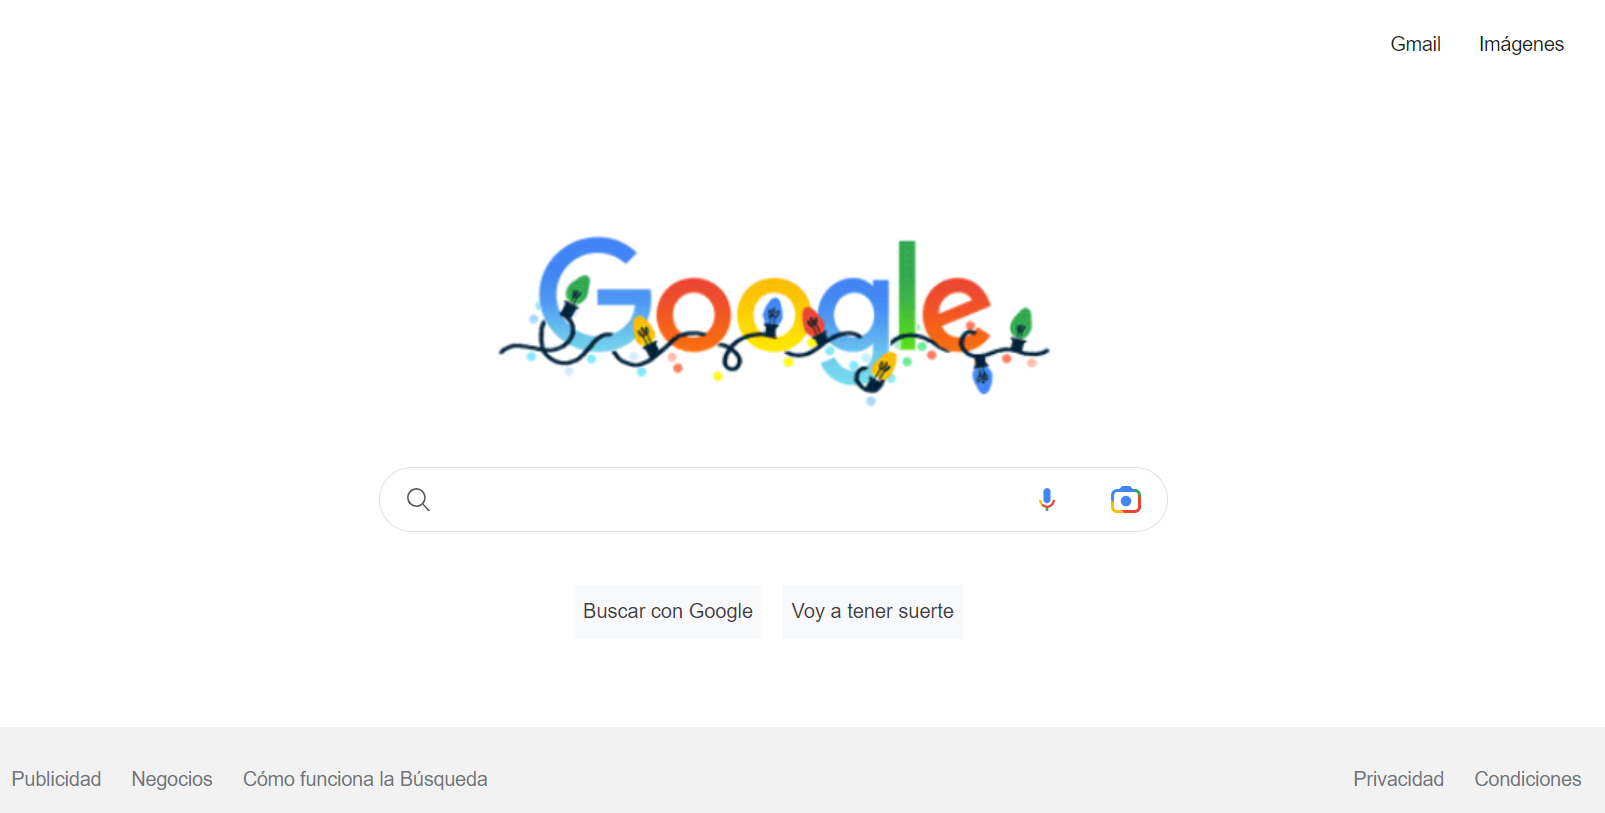 Gmail Imágenes
Google
Buscar con Google Voy a tener suerte
Publicidad Negocios Cómo funciona la Búsqueda Privacidad Condiciones